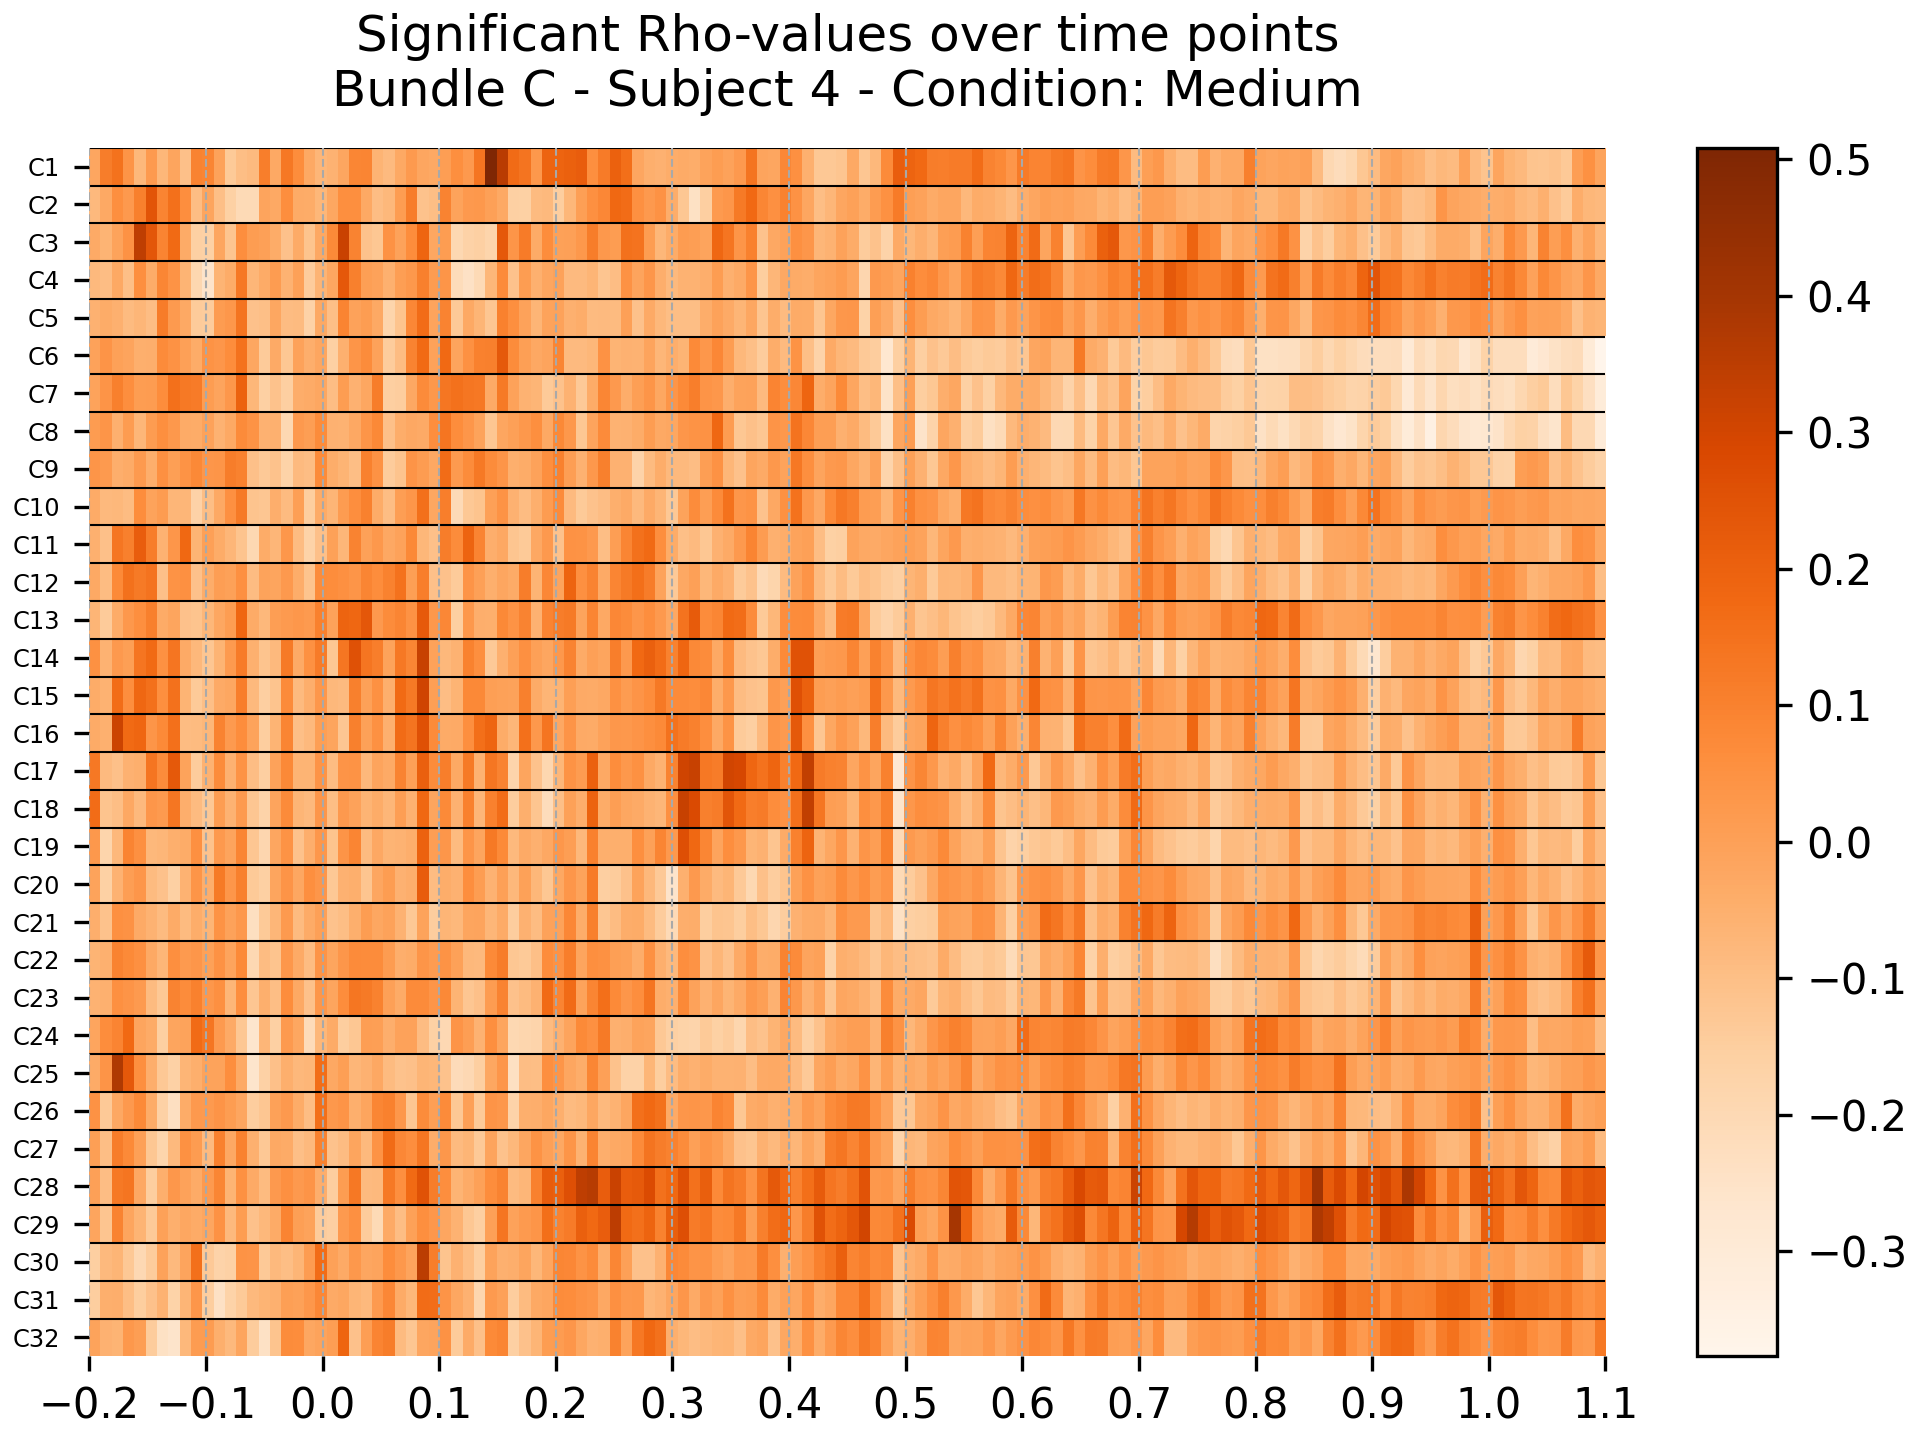 Significant Rho-values over time points
Bundle C - Subject 4 - Condition: Medium
C1
C2
C3
C4
C5
C6
C7
C8
C9
C10
C11
C12
C13
C14
C15
C16
C17
C18
C19
C20
C21
C22
C23
C24
C25
C26
C27
C28
C29
C30
C31
C32
−0.2 −0.1 0.0 0.1 0.2 0.3 0.4 0.5 0.6 0.7 0.8 0.9 1.0 1.1
0.5
0.4
0.3
0.2
0.1
0.0
−0.1
−0.2
−0.3